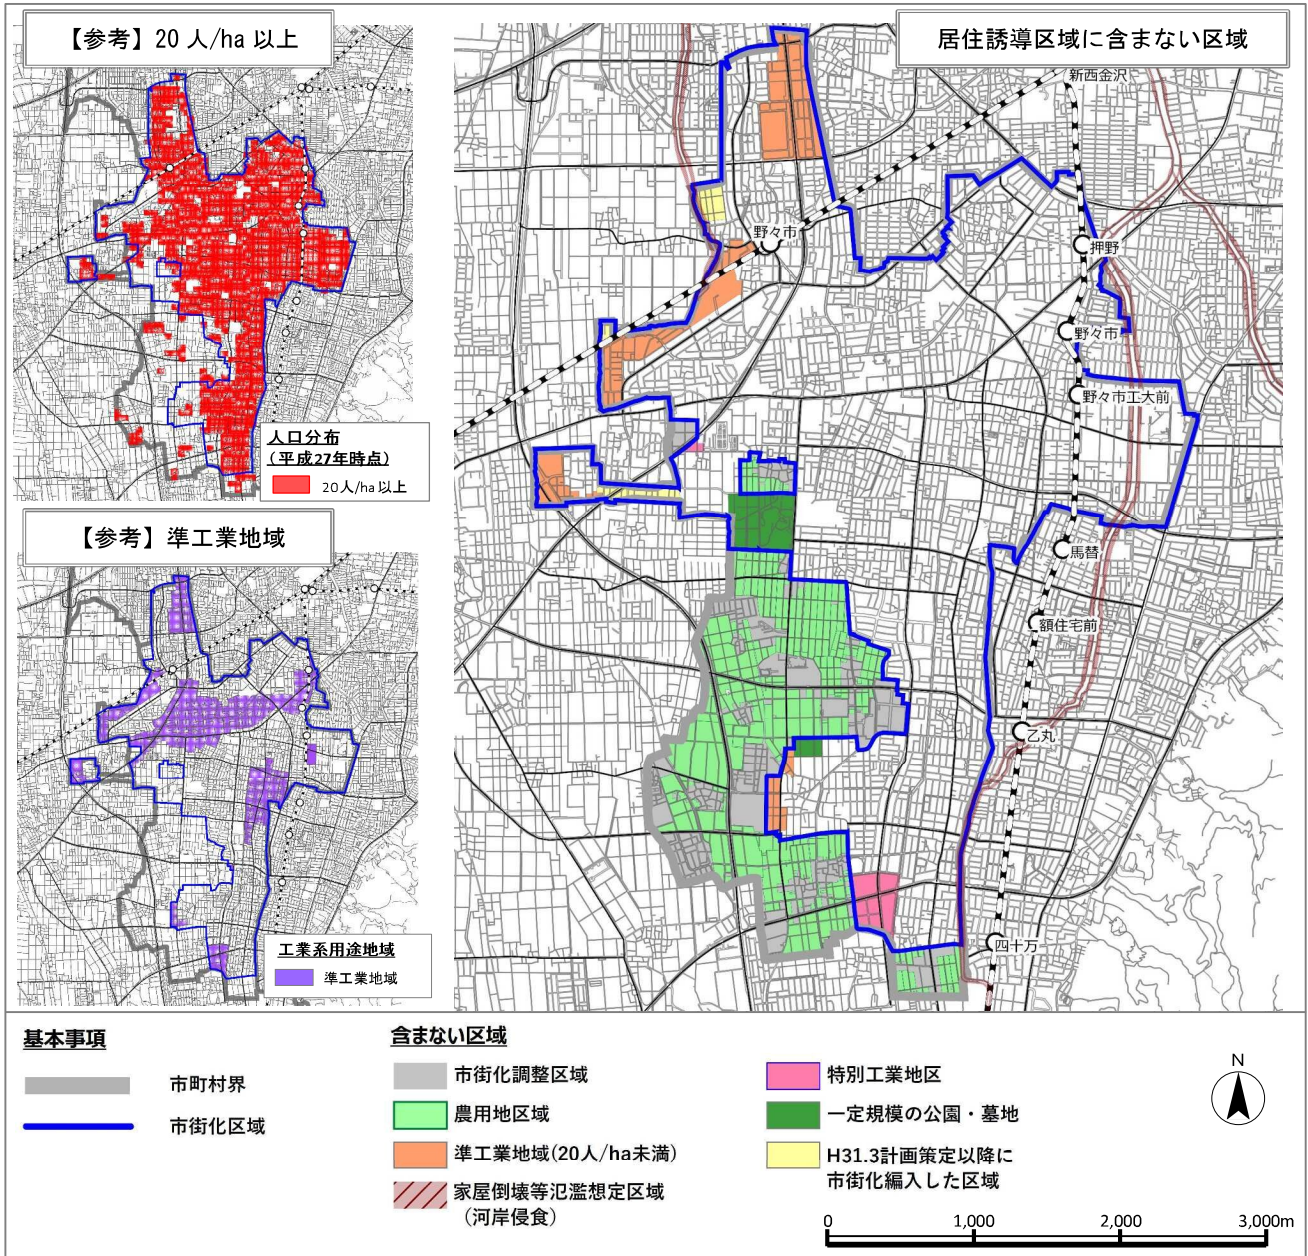 【参考】20 人/ha 以上
人口分布
(平成27年時点)
20人/ha 以上
【参考】準工業地域
工業系用途地域
準工業地域
居住誘導区域に含まない区域
新西金沢
野々市
押野
野々市
野々市工大前
馬替
額住宅前
乙丸
四十万
基本事項
市町村界
市街化区域
含まない区域
市街化調整区域
農用地区域
準工業地域(20人/ha未満)
家屋倒壊等氾濫想定区域
(河岸侵食)
特別工業地区
一定規模の公園・墓地
H31.3計画策定以降に
市街化編入した区域
N
0 1,000 2,000 3,000m